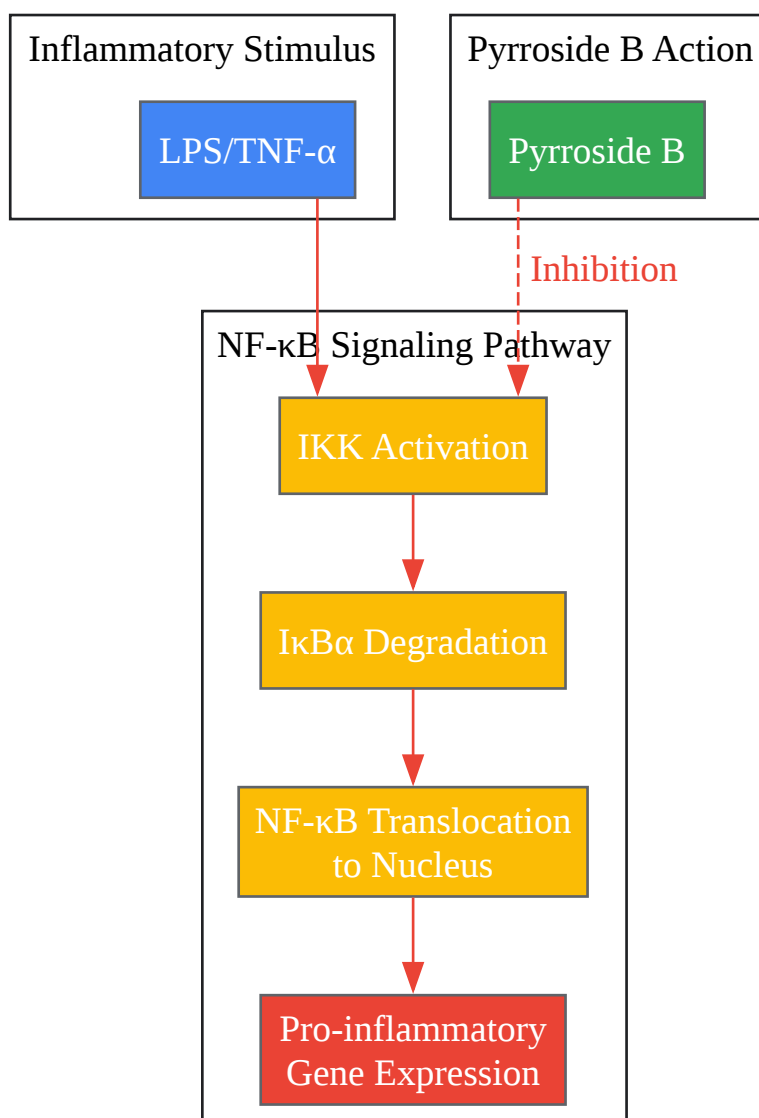 Inflammatory Stimulus
LPS/TNF-α
Pyrroside B Action
Pyrroside B
Inhibition
NF-κB Signaling Pathway
IKK Activation
IκBα Degradation
NF-κB Translocation
to Nucleus
Pro-inflammatory
Gene Expression